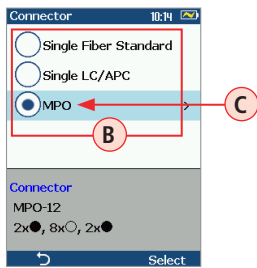 Connector 10:14
Single Fiber Standard
Single LC/APC
MPO >
C
B
Connector
MPO-12
2x●, 8x○, 2x●
Select